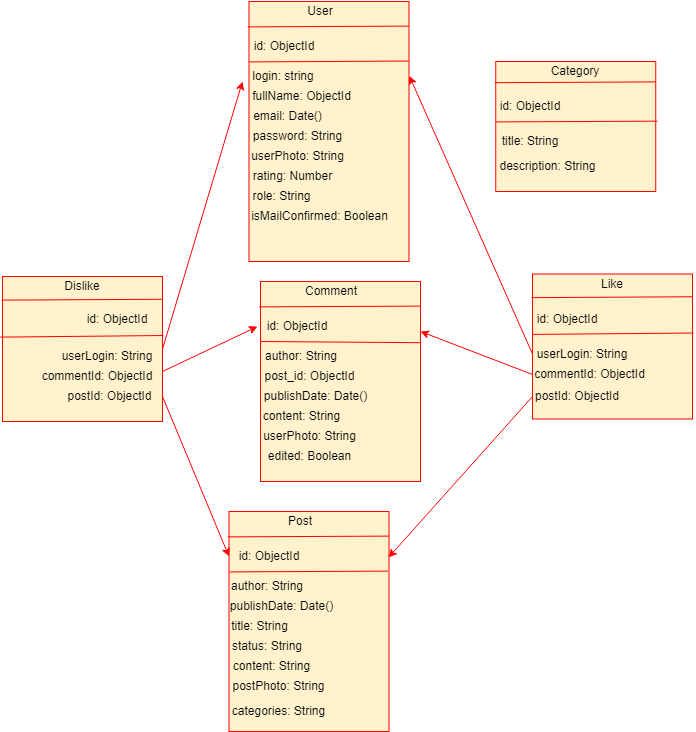 User
id: ObjectId
login: string
fullName: ObjectId
email: Date()
password: String
userPhoto: String
rating: Number
role: String
isMailConfirmed: Boolean
Category
id: ObjectId
title: String
description: String
Dislike
id: ObjectId
userLogin: String
commentId: ObjectId
postId: ObjectId
Comment
id: ObjectId
author: String
post_id: ObjectId
publishDate: Date()
content: String
userPhoto: String
edited: Boolean
Like
id: ObjectId
userLogin: String
commentId: ObjectId
postId: ObjectId
Post
id: ObjectId
author: String
publishDate: Date()
title: String
status: String
content: String
postPhoto: String
categories: String